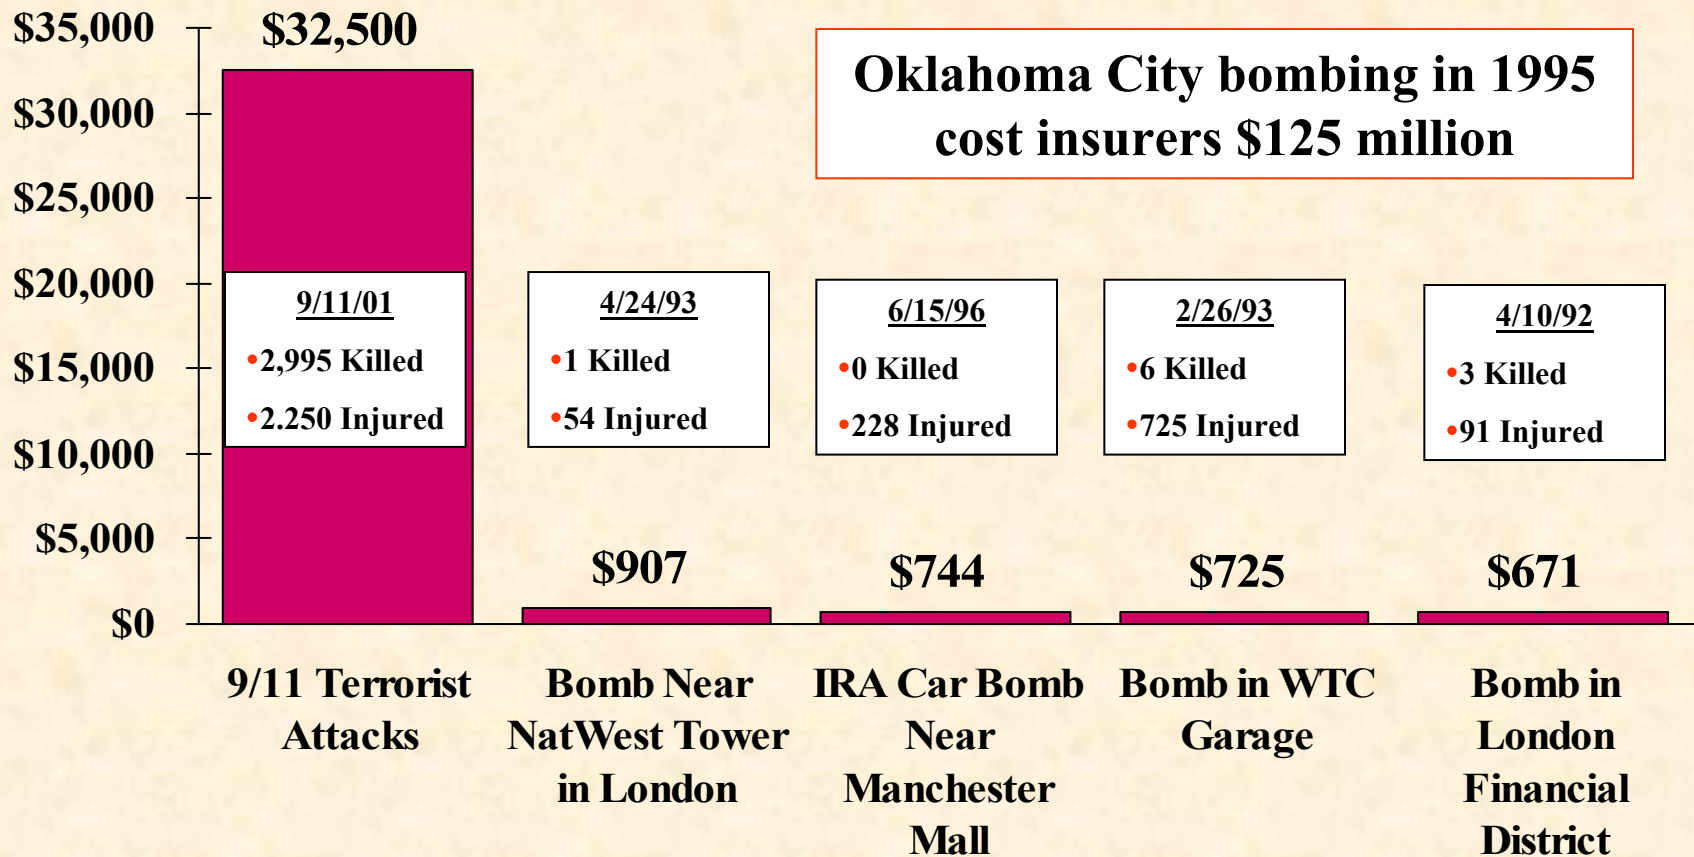 $35,000
$30,000
$25,000
$20,000
$15,000
$10,000
$5,000
$0
$32,500
Oklahoma City bombing in 1995
cost insurers $125 million
9/11/01
•2,995 Killed
•2.250 Injured
4/24/93
•1 Killed
•54 Injured
6/15/96
•0 Killed
•228 Injured
2/26/93
•6 Killed
•725 Injured
4/10/92
•3 Killed
•91 Injured
$907
$744
$725
$671
9/11 Terrorist
Attacks
Bomb Near
NatWest Tower
in London
IRA Car Bomb
Near
Manchester
Mall
Bomb in WTC
Garage
Bomb in
London
Financial
District